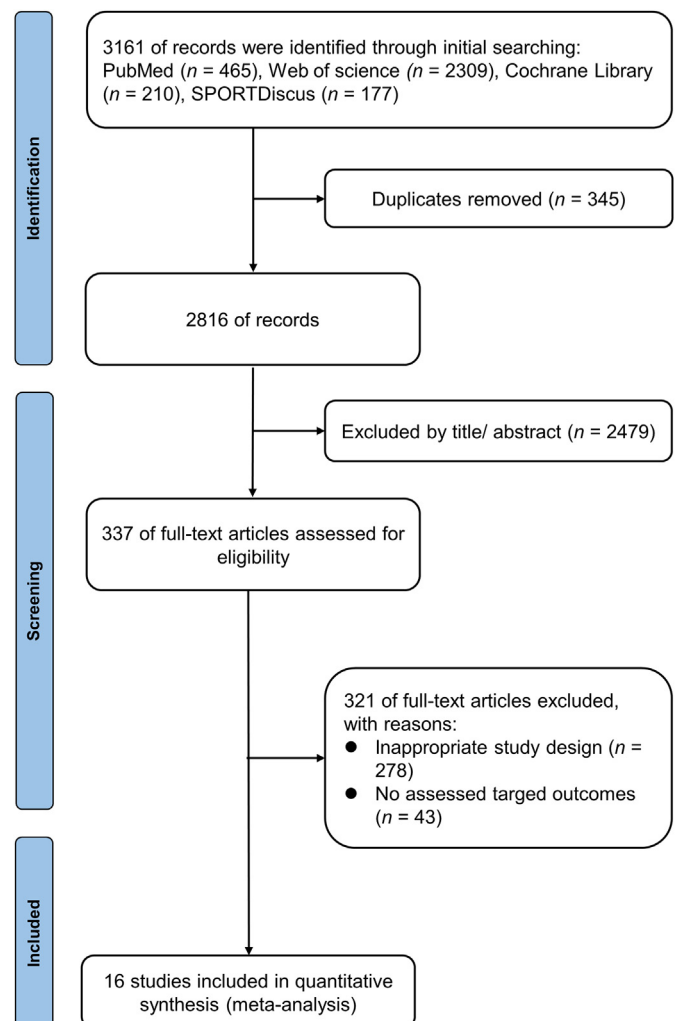 Identification
3161 of records were identified through initial searching:
PubMed (n = 465), Web of science (n = 2309), Cochrane Library
(n = 210), SPORTDiscus (n = 177)
Duplicates removed (n = 345)
2816 of records
Screening
Excluded by title/ abstract (n = 2479)
337 of full-text articles assessed for
eligibility
321 of full-text articles excluded,
with reasons:
● Inappropriate study design (n =
278)
● No assessed targed outcomes
(n = 43)
Included
16 studies included in quantitative
synthesis (meta-analysis)